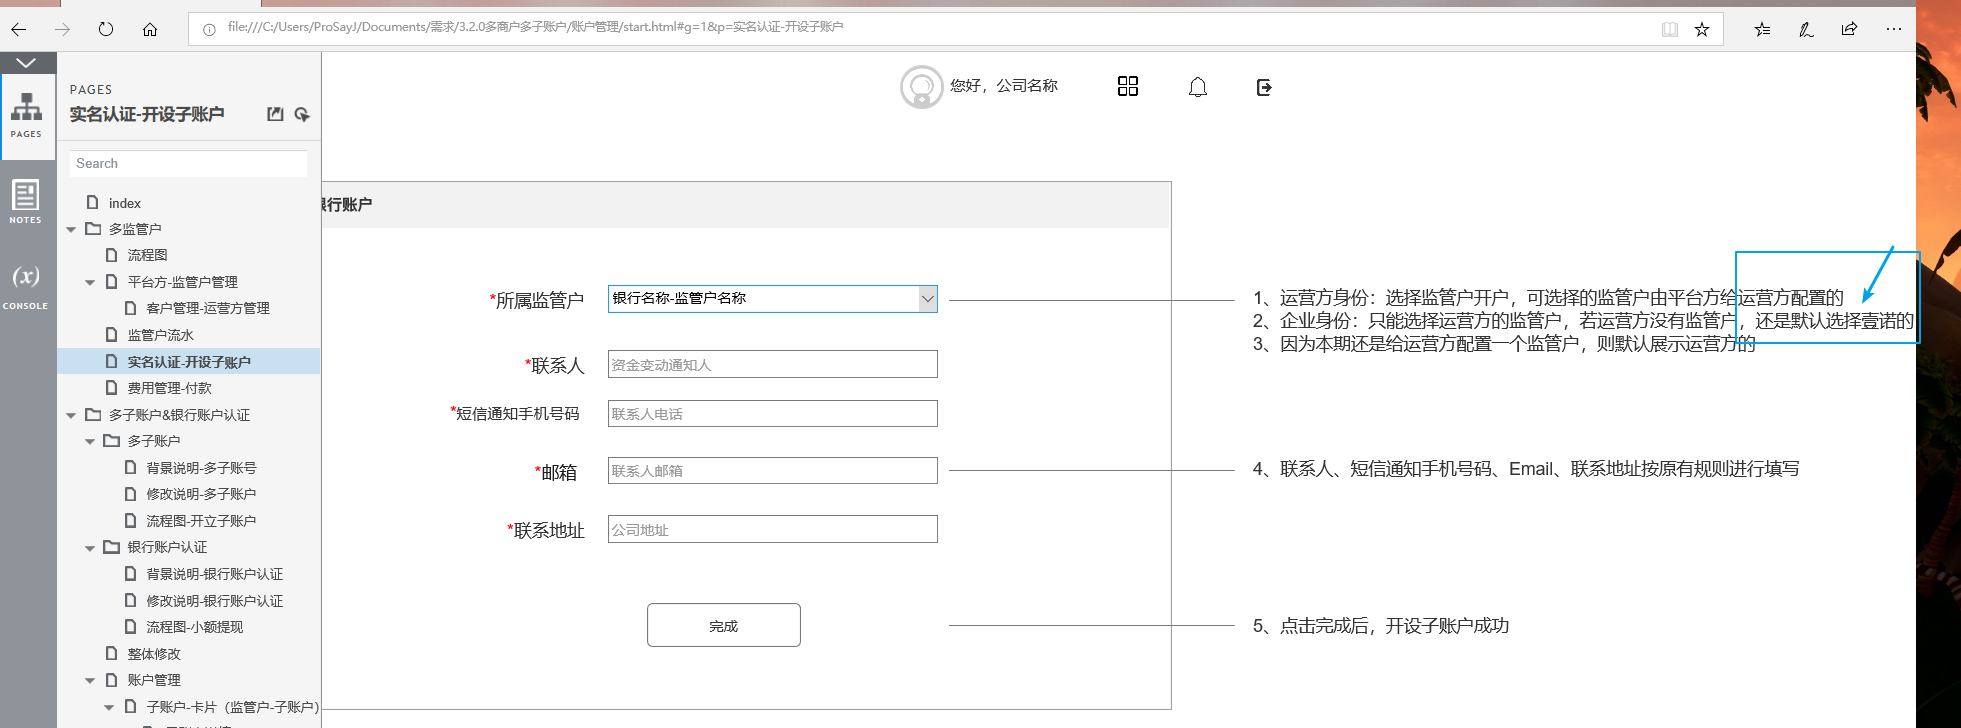 file:///C:/Users/ProSayJ/Documents/需求/3.2.0多商户多子账户/账户管理/start.html#g=1&p=实名认证-开设子账户
PAGES
NOTES
(x)
CONSOLE
PAGES
实名认证-开设子账户
Search
index
多监管户
流程图
平台方-监管户管理
客户管理-运营方管理
监管户流水
实名认证-开设子账户
费用管理-付款
多子账户&银行账户认证
多子账户
背景说明-多子账号
修改说明-多子账户
流程图-开立子账户
银行账户认证
背景说明-银行账户认证
修改说明-银行账户认证
流程图-小额提现
整体修改
账户管理
子账户-卡片（监管户-子账户）
您好，公司名称
行账户
*所属监管户
银行名称-监管户名称
*联系人
资金变动通知人
*短信通知手机号码
联系人电话
*邮箱
联系人邮箱
*联系地址
公司地址
完成
1、运营方身份：选择监管户开户，可选择的监管户由平台方给运营方配置的
2、企业身份：只能选择运营方的监管户，若运营方没有监管户，还是默认选择壹诺的
3、因为本期还是给运营方配置一个监管户，则默认展示运营方的
4、联系人、短信通知手机号码、Email、联系地址按原有规则进行填写
5、点击完成后，开设子账户成功